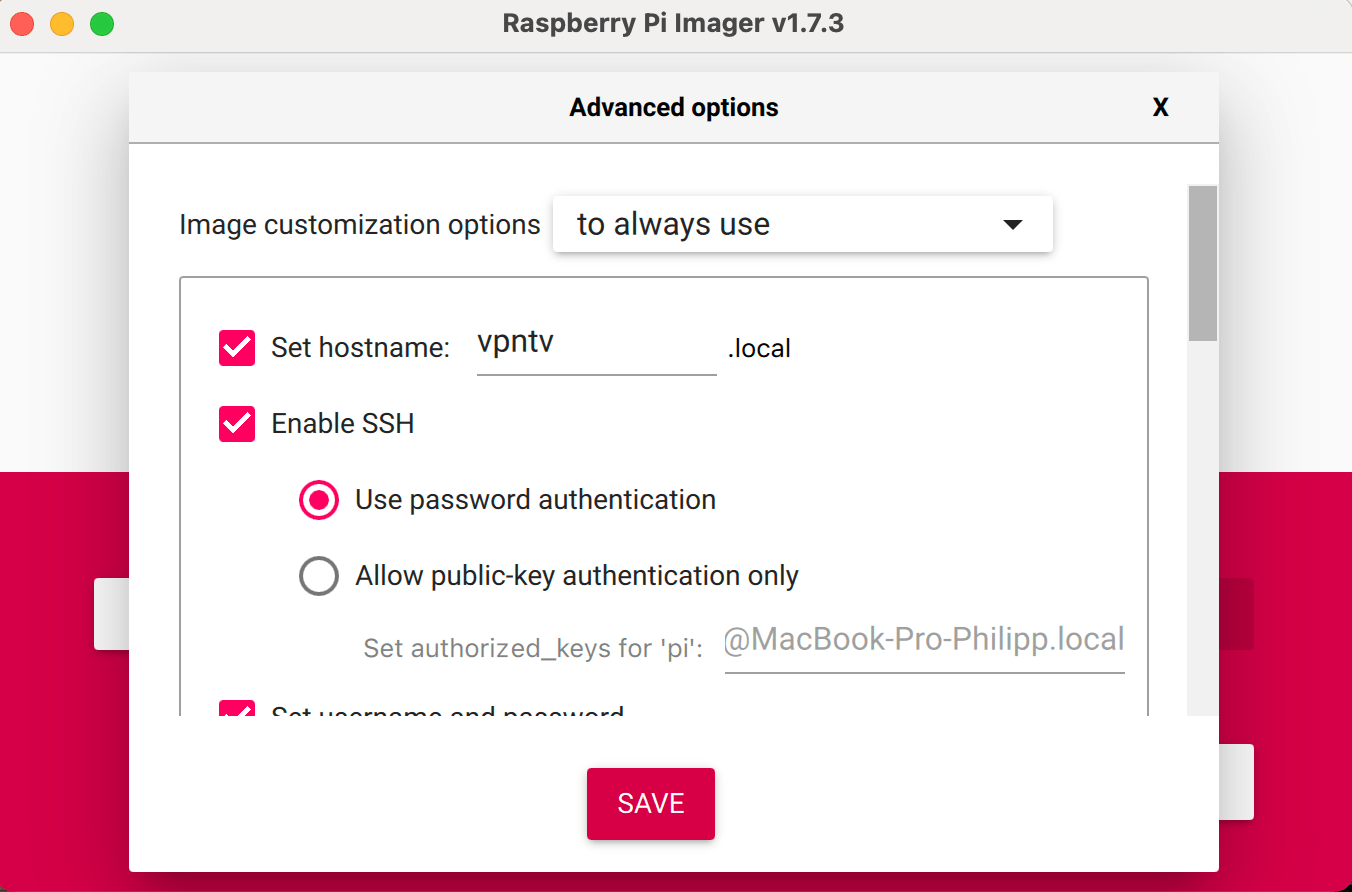 Raspberry Pi Imager v1.7.3
Advanced options X
Image customization options to always use
Set hostname: vpntv .local
Enable SSH
Use password authentication
Allow public-key authentication only
Set authorized_keys for 'pi': @MacBook-Pro-Philipp.local
Set username and password
SAVE